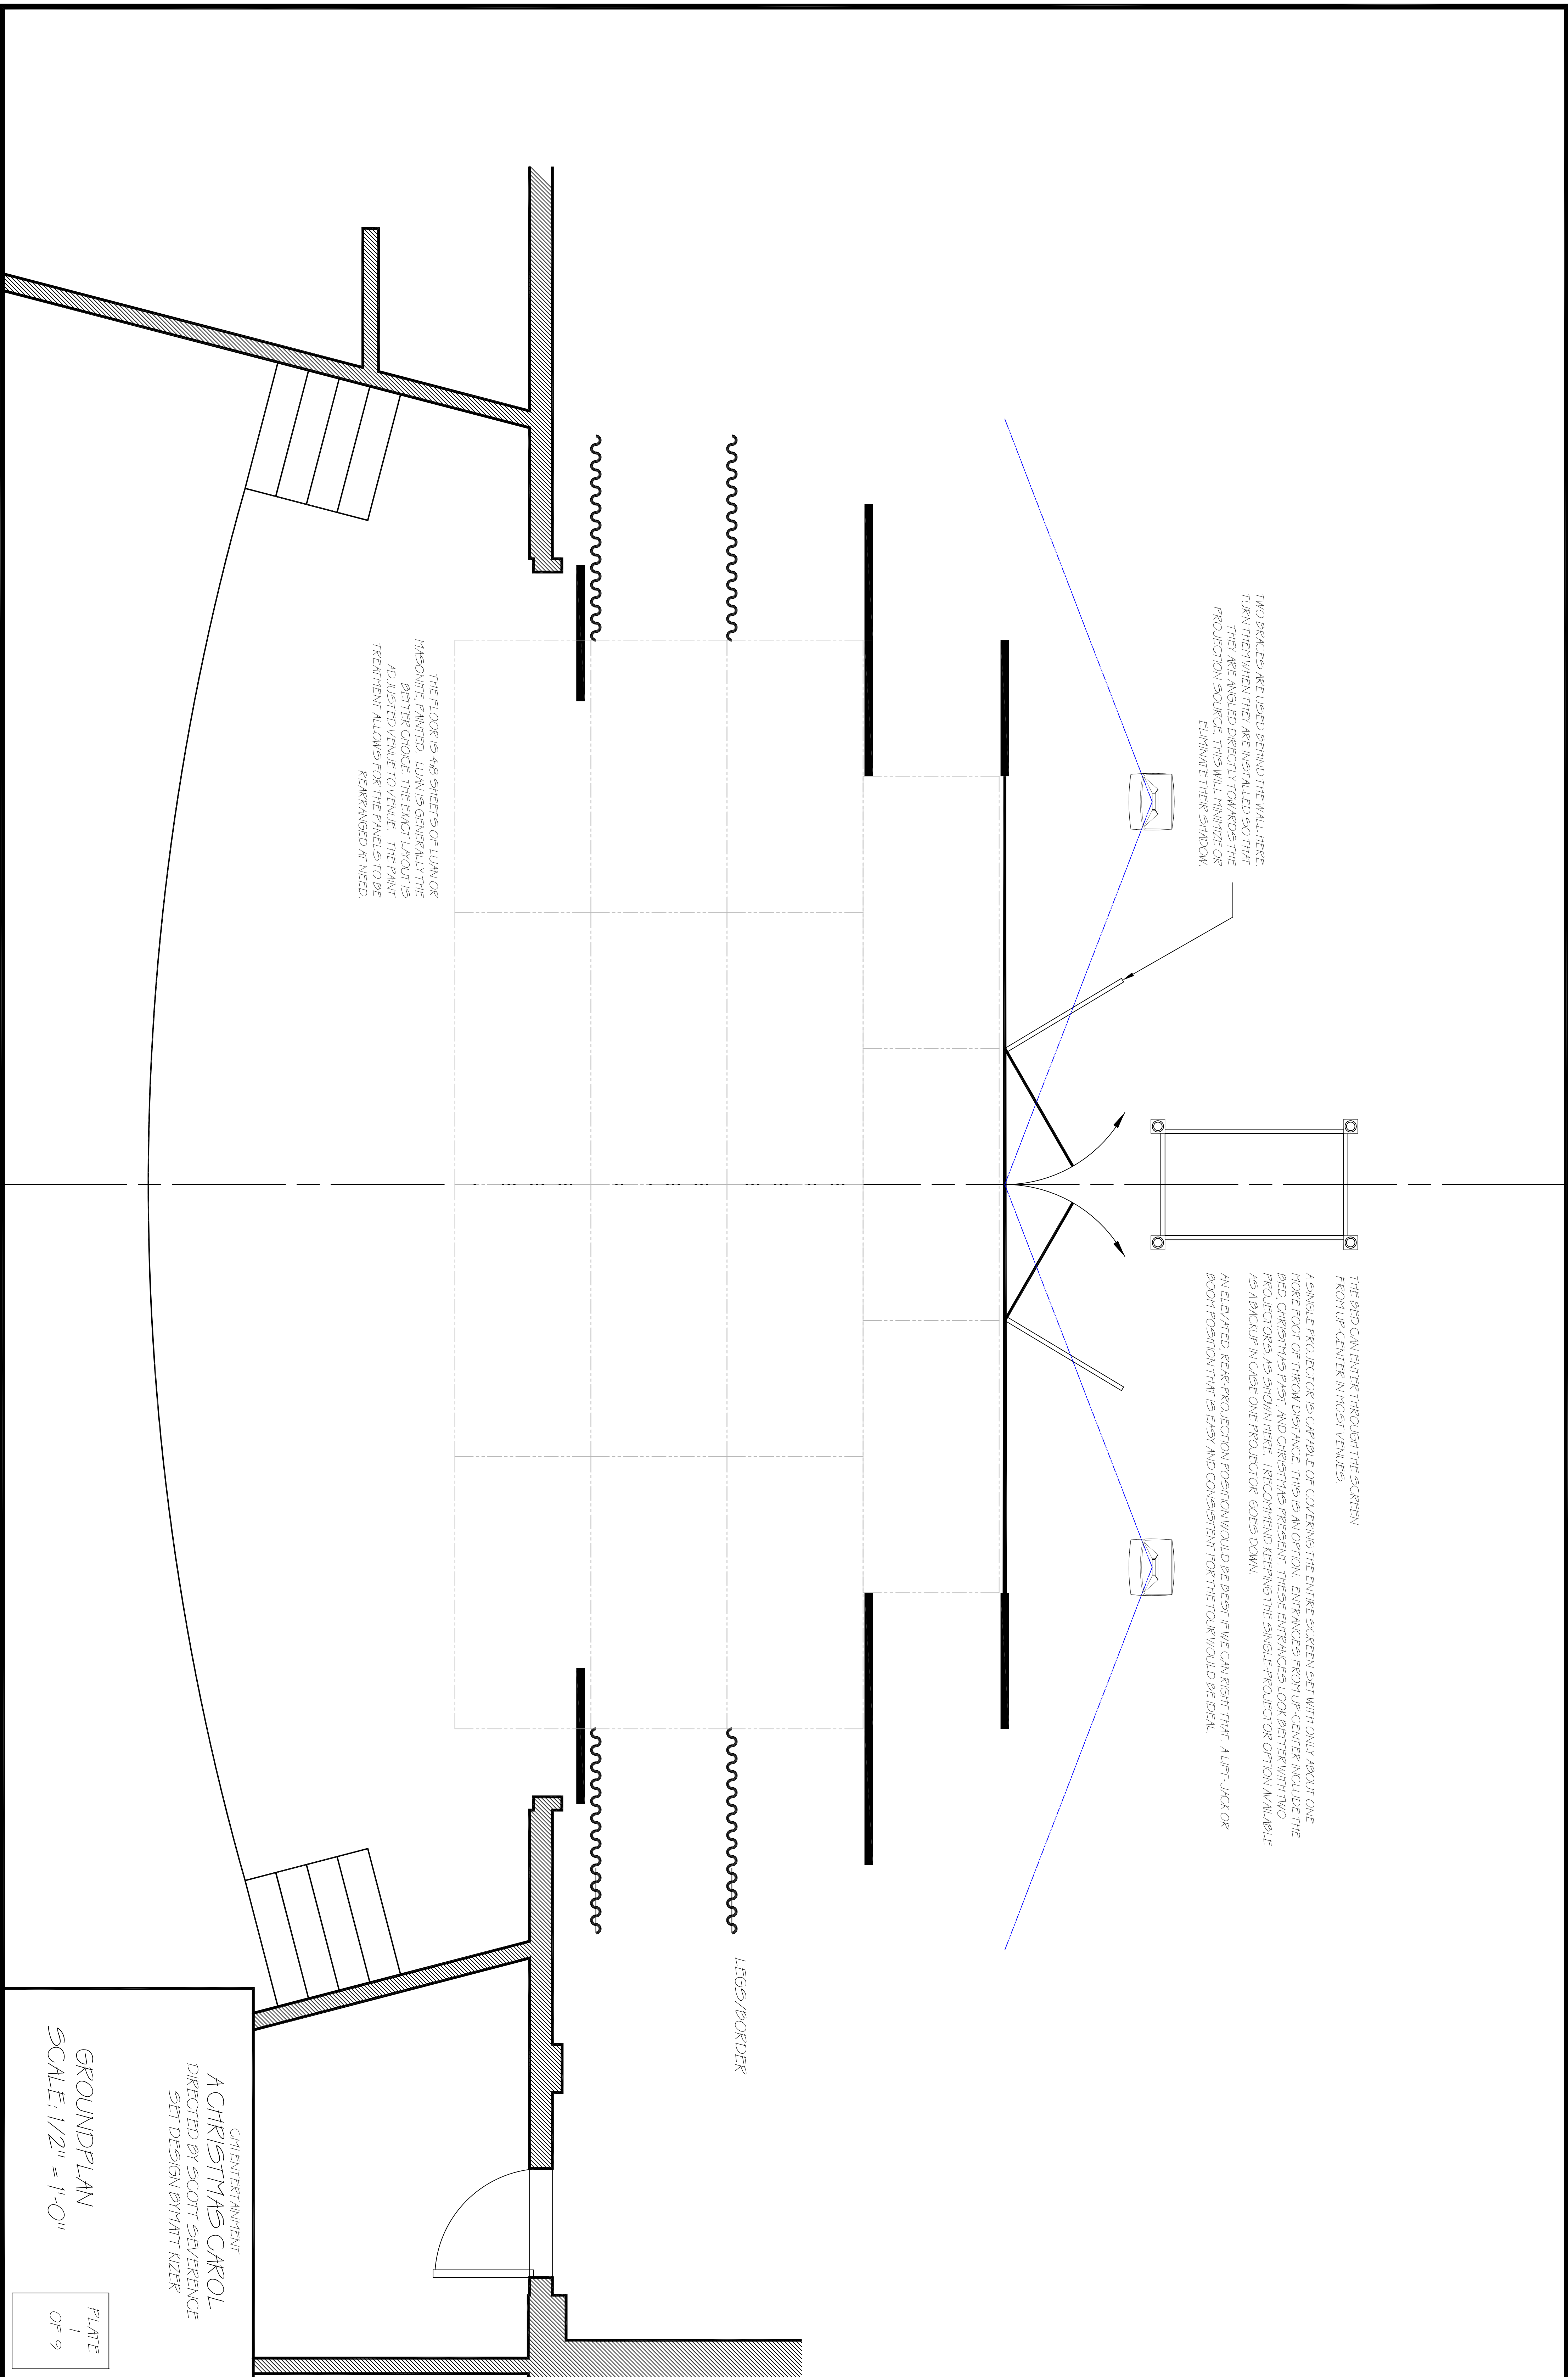 TWO BRACES ARE USED BEHIND THE WALL HERE.
TURN THEM WHEN THEY ARE INSTALLED SO THAT
THEY ARE ANGLED DIRECTLY TOWARDS THE
PROJECTION SOURCE. THIS WILL MINIMIZE OR
ELIMINATE THEIR SHADOW.
THE BED CAN ENTER THROUGH THE SCREEN
FROM UP-CENTER IN MOST VENUES.
A SINGLE PROJECTOR IS CAPABLE OF COVERING THE ENTIRE SCREEN SET WITH ONLY ABOUT ONE
MORE FOOT OF THROW DISTANCE. THIS IS AN OPTION. ENTRANCES FROM UP-CENTER INCLUDE THE
BED, CHRISTMAS PAST, AND CHRISTMAS PRESENT. THESE ENTRANCES LOOK BETTER WITH TWO
PROJECTORS, AS SHOWN HERE. I RECOMMEND KEEPING THE SINGLE-PROJECTOR OPTION AVAILABLE
AS A BACKUP IN CASE ONE PROJECTOR GOES DOWN.
AN ELEVATED, REAR-PROJECTION POSITION WOULD BE BEST IF WE CAN RIGHT THAT. A LIFT-JACK OR
BOOM POSITION THAT IS EASY AND CONSISTENT FOR THE TOUR WOULD BE IDEAL.
LEGS/BORDER
THE FLOOR IS 4x8 SHEETS OF LUAN OR
MASONITE, PAINTED. LUAN IS GENERALLY THE
BETTER CHOICE. THE EXACT LAYOUT IS
ADJUSTED VENUE TO VENUE. THE PAINT
TREATMENT ALLOWS FOR THE PANELS TO BE
REARRANGED AT NEED.
CMI ENTERTAINMENT
A CHRISTMAS CAROL
DIRECTED BY SCOTT SEVERENCE
SET DESIGN BY MATT KIZER
GROUNDPLAN
SCALE: 1/2" = 1'-0"
PLATE
1
OF 9